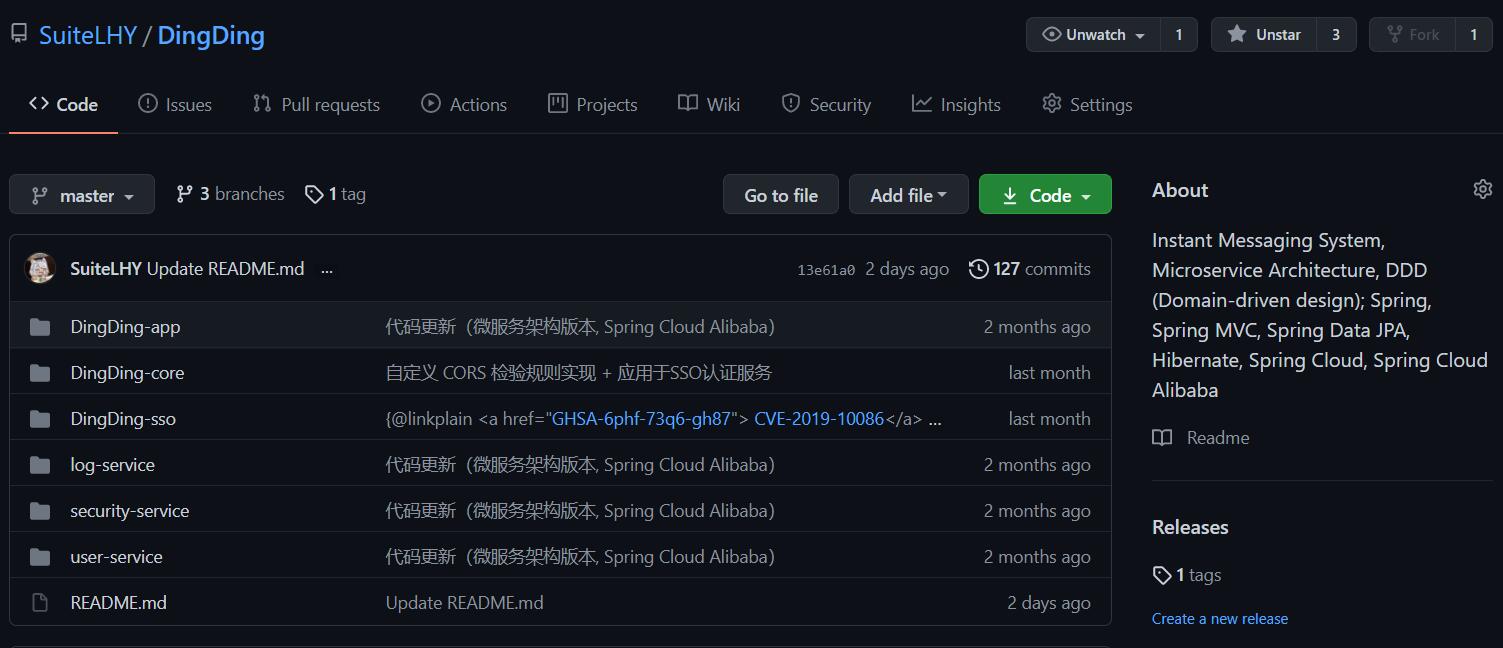 SuiteLHY / DingDing
Unwatch 1 Unstar 3 Fork 1
Code Issues Pull requests Actions Projects Wiki Security Insights Settings
master 3 branches 1 tag Go to file Add file Code
SuiteLHY Update README.md ... 13e61a0 2 days ago 127 commits
DingDing-app 代码更新（微服务架构版本, Spring Cloud Alibaba） 2 months ago
DingDing-core 自定义 CORS 检验规则实现 + 应用于SSO认证服务 last month
DingDing-sso {@linkplain <a href="GHSA-6phf-73q6-gh87"> CVE-2019-10086</a> ... last month
log-service 代码更新（微服务架构版本, Spring Cloud Alibaba） 2 months ago
security-service 代码更新（微服务架构版本, Spring Cloud Alibaba） 2 months ago
user-service 代码更新（微服务架构版本, Spring Cloud Alibaba） 2 months ago
README.md Update README.md 2 days ago
About
Instant Messaging System,
Microservice Architecture, DDD
(Domain-driven design); Spring,
Spring MVC, Spring Data JPA,
Hibernate, Spring Cloud, Spring Cloud
Alibaba
Readme
Releases
1 tags
Create a new release